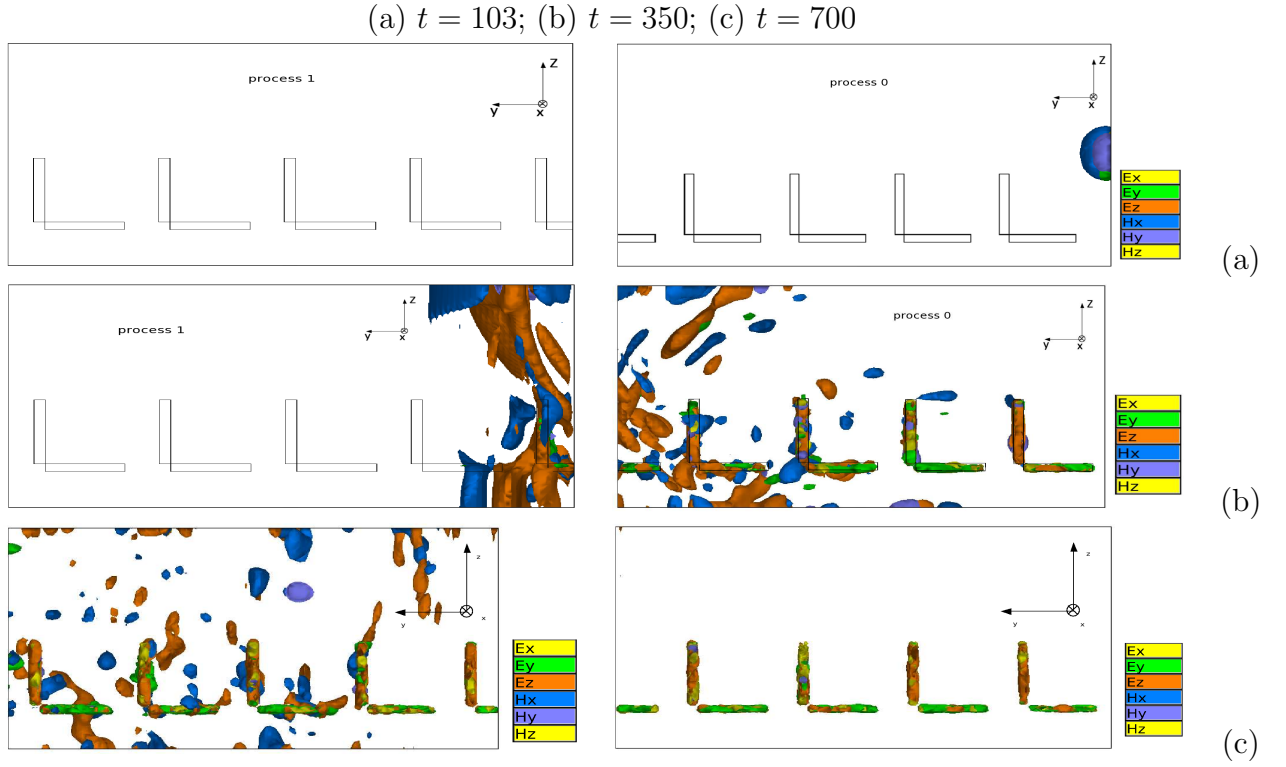 (a) t = 103; (b) t = 350; (c) t = 700
process 1
z
y
x
process 0
z
y
x
Ex
Ey
Ez
Hx
Hy
Hz
(a)
process 1
z
y
x
process 0
z
y
x
Ex
Ey
Ez
Hx
Hy
Hz
(b)
z
y
x
Ex
Ey
Ez
Hx
Hy
Hz
z
y
x
Ex
Ey
Ez
Hx
Hy
Hz
(c)